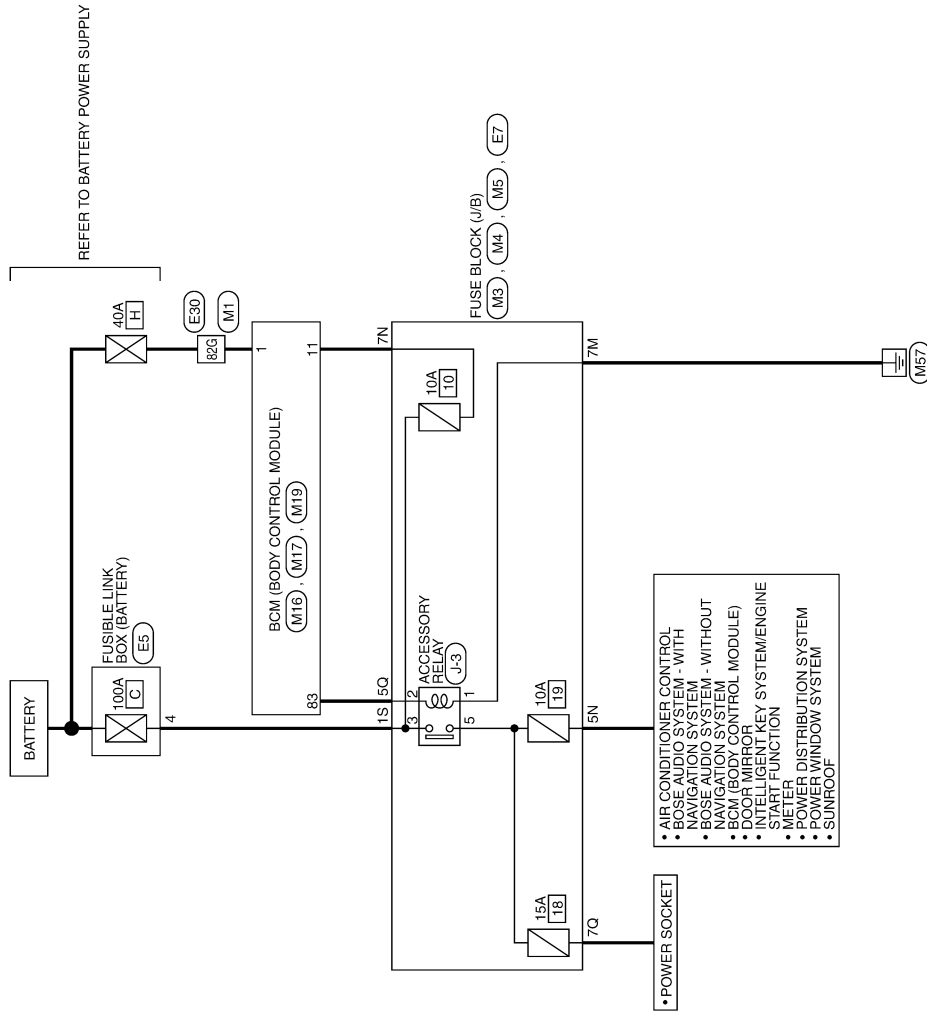 REFER TO BATTERY POWER SUPPLY
BATTERY
FUSIBLE LINK
BOX (BATTERY)
E5
100A
C
4
40A
H
E30
82G
M1
BCM (BODY CONTROL MODULE)
M16 , M17 , M19
1
83
11
1S
5Q
7N
FUSE BLOCK (J/B)
M3 , M4 , M5 , E7
ACCESSORY
RELAY
J-3
3
2
5
1
10A
10
15A
18
10A
19
7Q
5N
7M
• POWER SOCKET
• AIR CONDITIONER CONTROL
• BOSE AUDIO SYSTEM - WITH
NAVIGATION SYSTEM
• BOSE AUDIO SYSTEM - WITHOUT
NAVIGATION SYSTEM
• BCM (BODY CONTROL MODULE)
• DOOR MIRROR
• INTELLIGENT KEY SYSTEM/ENGINE
START FUNCTION
• METER
• POWER DISTRIBUTION SYSTEM
• POWER WINDOW SYSTEM
• SUNROOF
M57